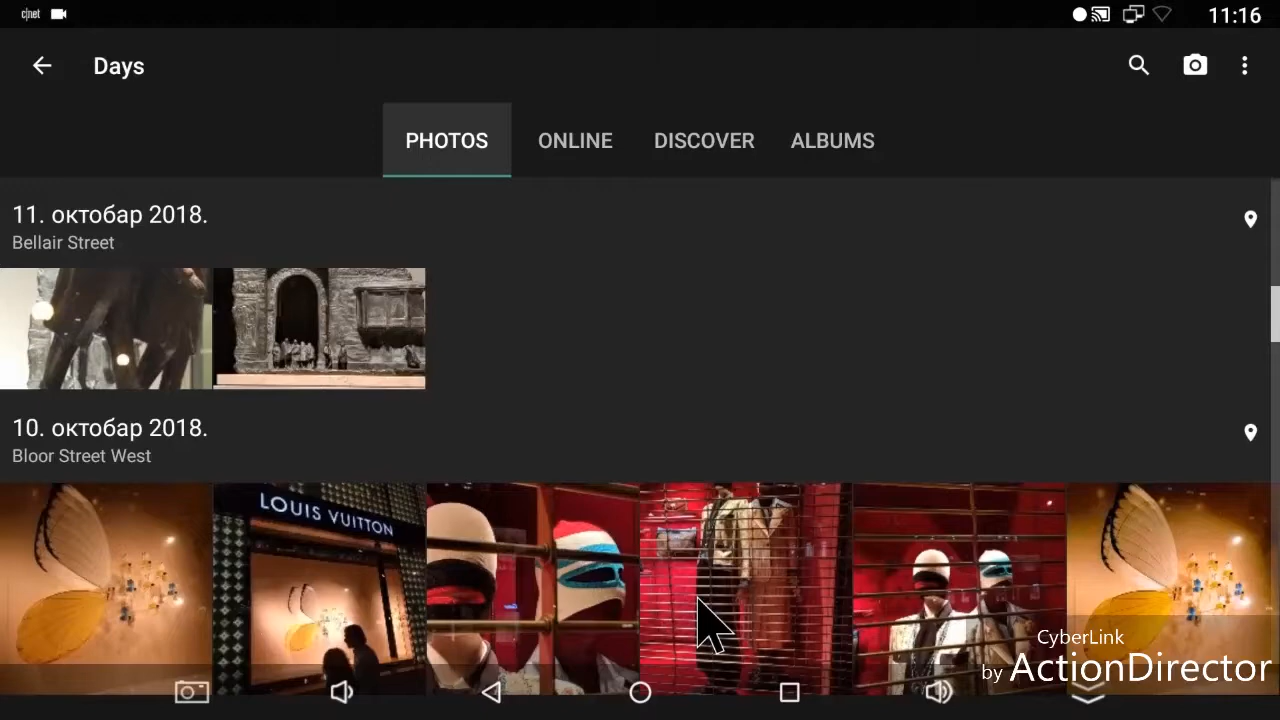 c|net
11:16
Days
PHOTOS ONLINE DISCOVER ALBUMS
11. октобар 2018.
Bellair Street
10. октобар 2018.
Bloor Street West
LOUIS VUITTON
CyberLink
by ActionDirector